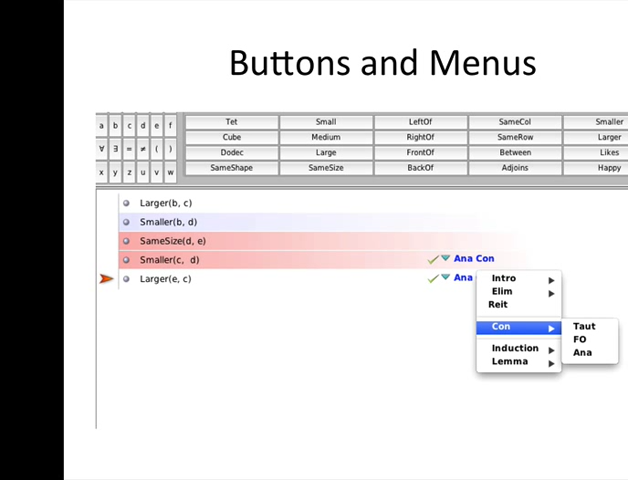 Buttons and Menus
a b c d e f Tet Small LeftOf SameCol Smaller
∀ ∃ = ≠ ( ) Cube Medium RightOf SameRow Larger
Dodec Large FrontOf Between Likes
x y z u v w SameShape SameSize BackOf Adjoins Happy
Larger(b, c)
Smaller(b, d)
SameSize(d, e)
Smaller(c, d) Ana Con
Larger(e, c) Ana
Intro
Elim
Reit
Con
Taut
FO
Ana
Induction
Lemma